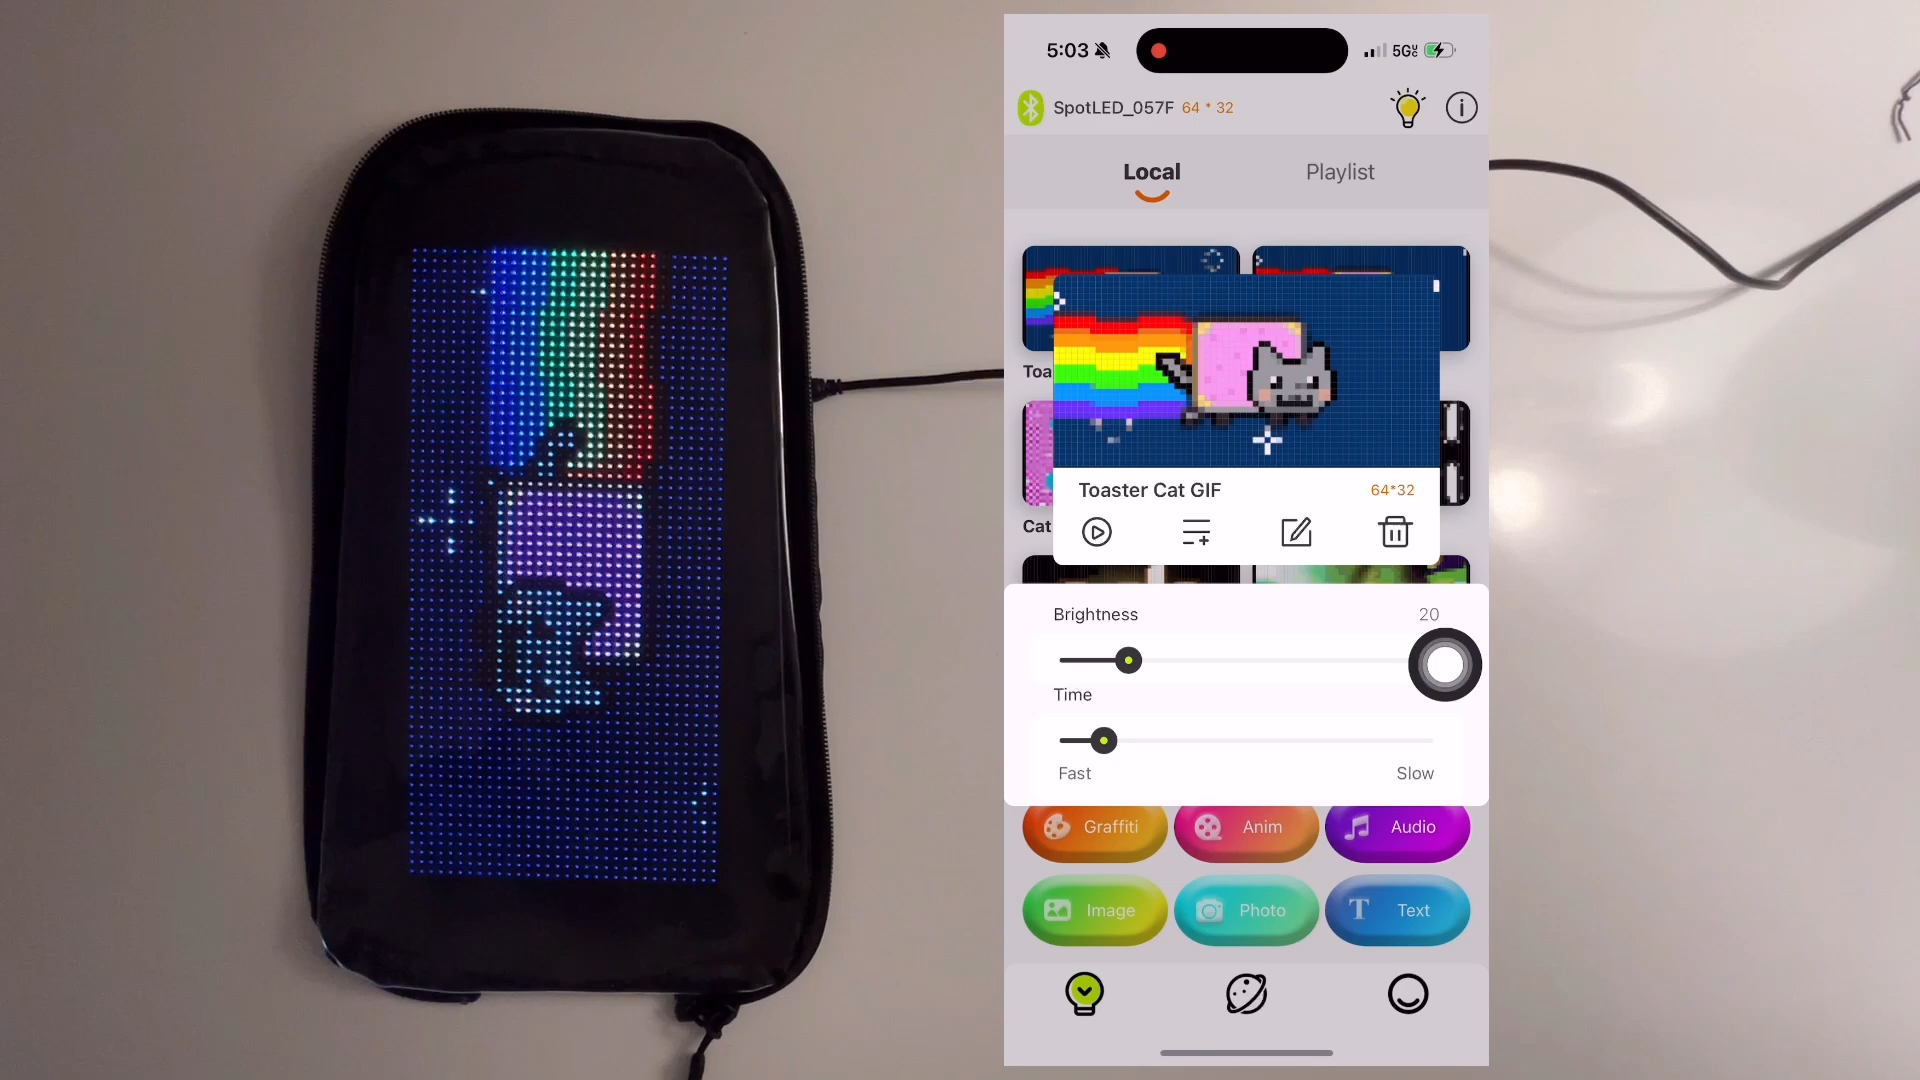 5:03
5G
SpotLED_057F 64 * 32
Local
Playlist
Toa
Toaster Cat GIF
64*32
Cat
Brightness
20
Time
Fast
Slow
Graffiti
Anim
Audio
Image
Photo
T Text